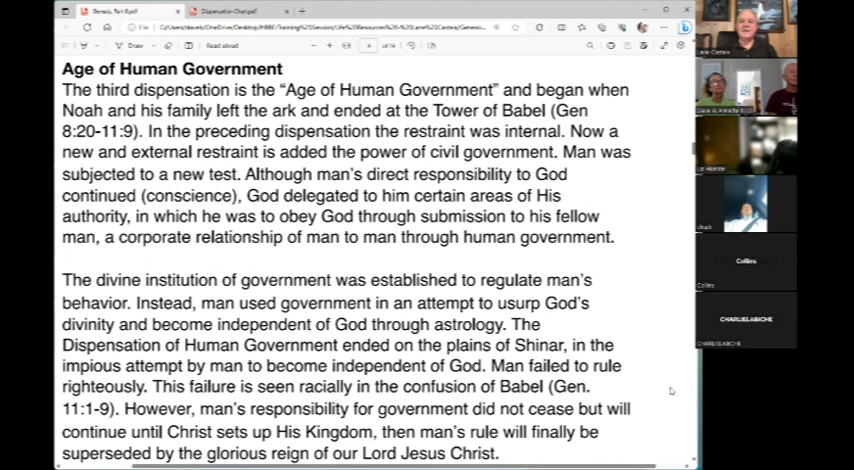 Genesis, Part II.pdf
Dispensation Chart.pdf
File
Draw
Read aloud
4
of 14
Age of Human Government
The third dispensation is the “Age of Human Government” and began when
Noah and his family left the ark and ended at the Tower of Babel (Gen
8:20-11:9). In the preceding dispensation the restraint was internal. Now a
new and external restraint is added the power of civil government. Man was
subjected to a new test. Although man’s direct responsibility to God
continued (conscience), God delegated to him certain areas of His
authority, in which he was to obey God through submission to his fellow
man, a corporate relationship of man to man through human government.
The divine institution of government was established to regulate man’s
behavior. Instead, man used government in an attempt to usurp God’s
divinity and become independent of God through astrology. The
Dispensation of Human Government ended on the plains of Shinar, in the
impious attempt by man to become independent of God. Man failed to rule
righteously. This failure is seen racially in the confusion of Babel (Gen.
11:1-9). However, man’s responsibility for government did not cease but will
continue until Christ sets up His Kingdom, then man’s rule will finally be
superseded by the glorious reign of our Lord Jesus Christ.
chuck
Collins
Collins
CHARLIELABICHE
CHARLIELABICHE